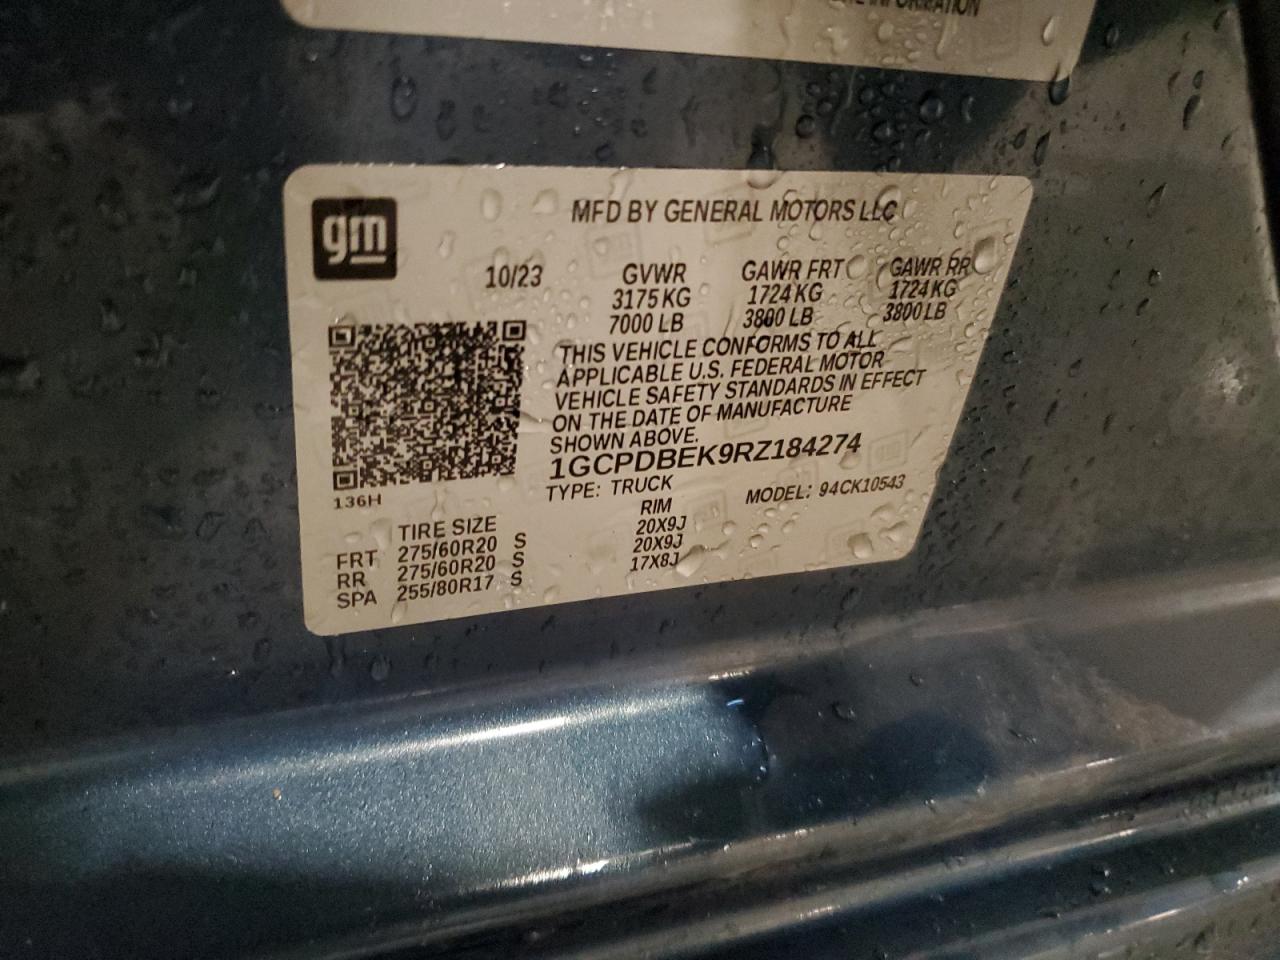 INFORMATION
gm
MFD BY GENERAL MOTORS LLC
10/23 GVWR GAWR FRT GAWR RR
3175 KG 1724 KG 1724 KG
7000 LB 3800 LB 3800 LB
THIS VEHICLE CONFORMS TO ALL
APPLICABLE U.S. FEDERAL MOTOR
VEHICLE SAFETY STANDARDS IN EFFECT
ON THE DATE OF MANUFACTURE
SHOWN ABOVE.
1GCPDBEK9RZ184274
TYPE: TRUCK MODEL: 94CK10543
136H
TIRE SIZE RIM
FRT 275/60R20 S 20X9J
RR 275/60R20 S 20X9J
SPA 255/80R17 S 17X8J